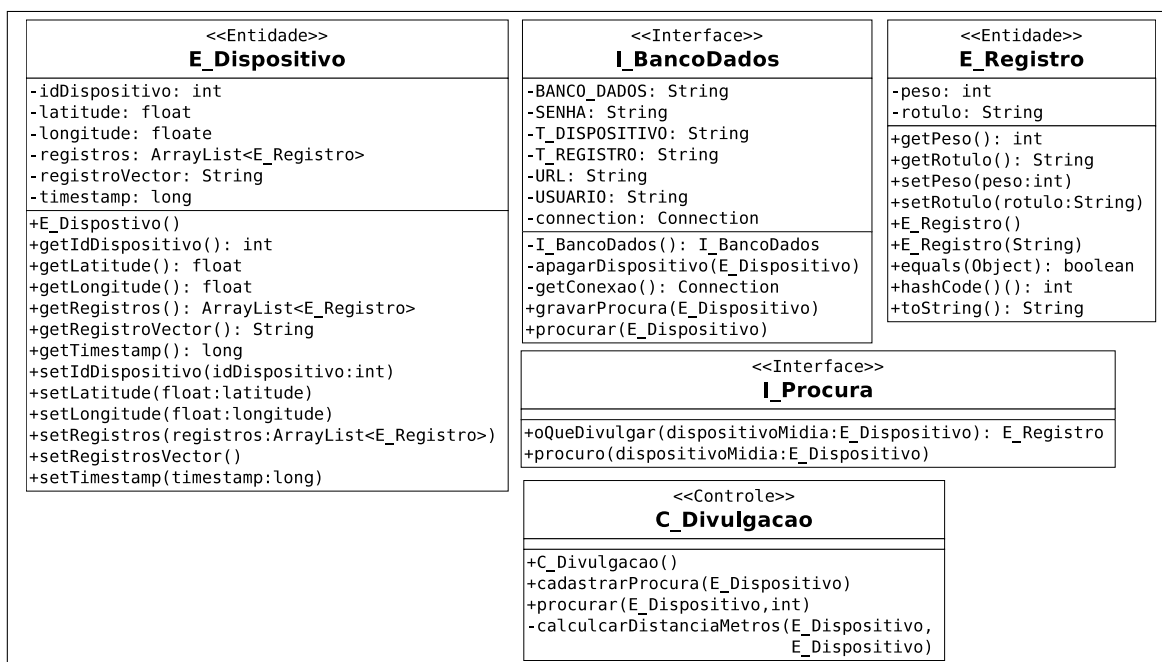 <<Entidade>>
E_Dispositivo
-idDispositivo: int
-latitude: float
-longitude: floate
-registros: ArrayList<E_Registro>
-registroVector: String
-timestamp: long
+E_Dispostivo()
+getIdDispositivo(): int
+getLatitude(): float
+getLongitude(): float
+getRegistros(): ArrayList<E_Registro>
+getRegistroVector(): String
+getTimestamp(): long
+setIdDispositivo(idDispositivo:int)
+setLatitude(float:latitude)
+setLongitude(float:longitude)
+setRegistros(registros:ArrayList<E_Registro>)
+setRegistrosVector()
+setTimestamp(timestamp:long)
<<Interface>>
I_BancoDados
-BANCO_DADOS: String
-SENHA: String
-T_DISPOSITIVO: String
-T_REGISTRO: String
-URL: String
-USUARIO: String
-connection: Connection
-I_BancoDados(): I_BancoDados
-apagarDispositivo(E_Dispositivo)
-getConexao(): Connection
+gravarProcura(E_Dispositivo)
+procurar(E_Dispositivo)
<<Entidade>>
E_Registro
-peso: int
-rotulo: String
+getPeso(): int
+getRotulo(): String
+setPeso(peso:int)
+setRotulo(rotulo:String)
+E_Registro()
+E_Registro(String)
+equals(Object): boolean
+hashCode()(): int
+toString(): String
<<Interface>>
I_Procura
+oQueDivulgar(dispositivoMidia:E_Dispositivo): E_Registro
+procuro(dispositivoMidia:E_Dispositivo)
<<Controle>>
C_Divulgacao
+C_Divulgacao()
+cadastrarProcura(E_Dispositivo)
+procurar(E_Dispositivo,int)
-calculcarDistanciaMetros(E_Dispositivo,
E_Dispositivo)